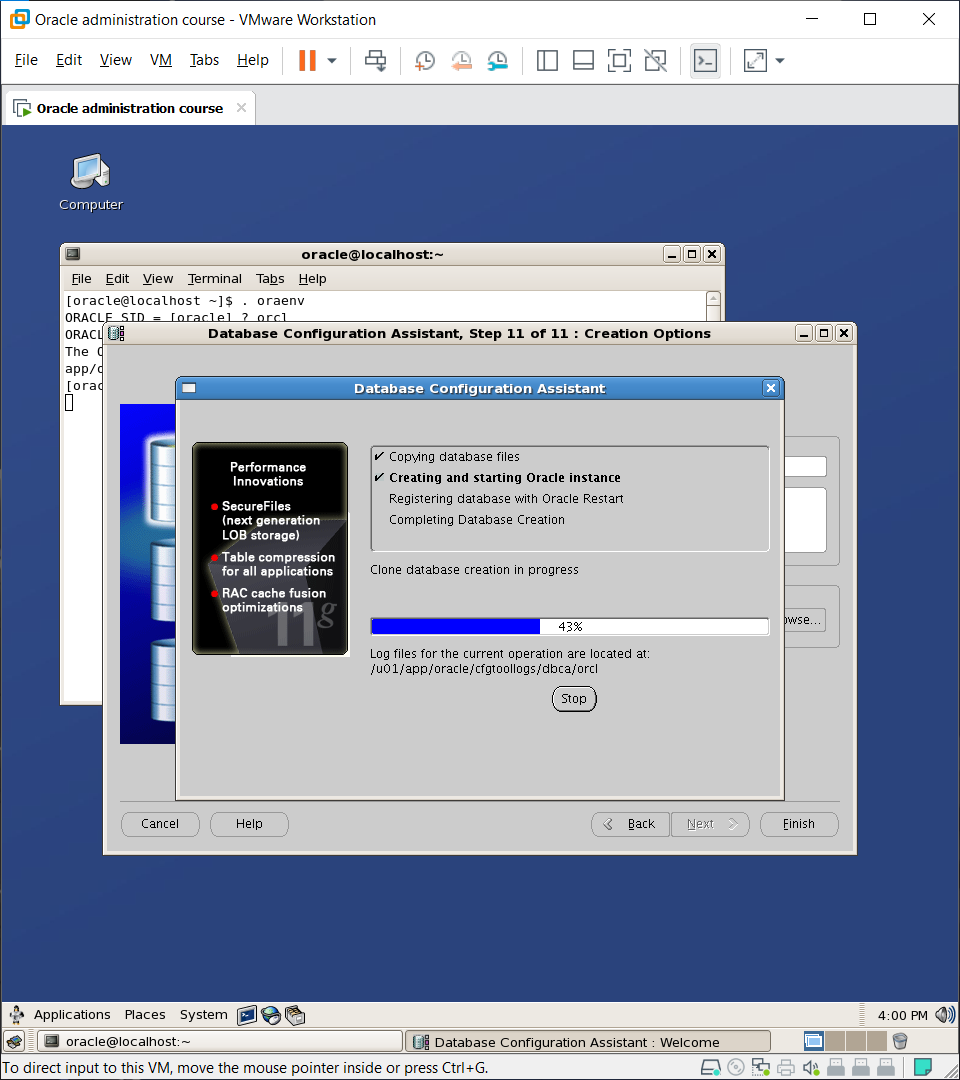 Oracle administration course - VMware Workstation
File Edit View VM Tabs Help
Oracle administration course
Computer
oracle@localhost:~
File Edit View Terminal Tabs Help
[oracle@localhost ~]$ . oraenv
ORACLE_SID = [oracle] ? orcl
ORAC
The O
app/o
[orac
Database Configuration Assistant, Step 11 of 11 : Creation Options
Database Configuration Assistant
Performance
Innovations
SecureFiles
(next generation
LOB storage)
Table compression
for all applications
RAC cache fusion
optimizations
11g
Copying database files
Creating and starting Oracle instance
Registering database with Oracle Restart
Completing Database Creation
Clone database creation in progress
43%
Log files for the current operation are located at:
/u01/app/oracle/cfgtoollogs/dbca/orcl
Stop
wse...
Cancel Help Back Next Finish
Applications Places System 4:00 PM
oracle@localhost:~ Database Configuration Assistant : Welcome
To direct input to this VM, move the mouse pointer inside or press Ctrl+G.